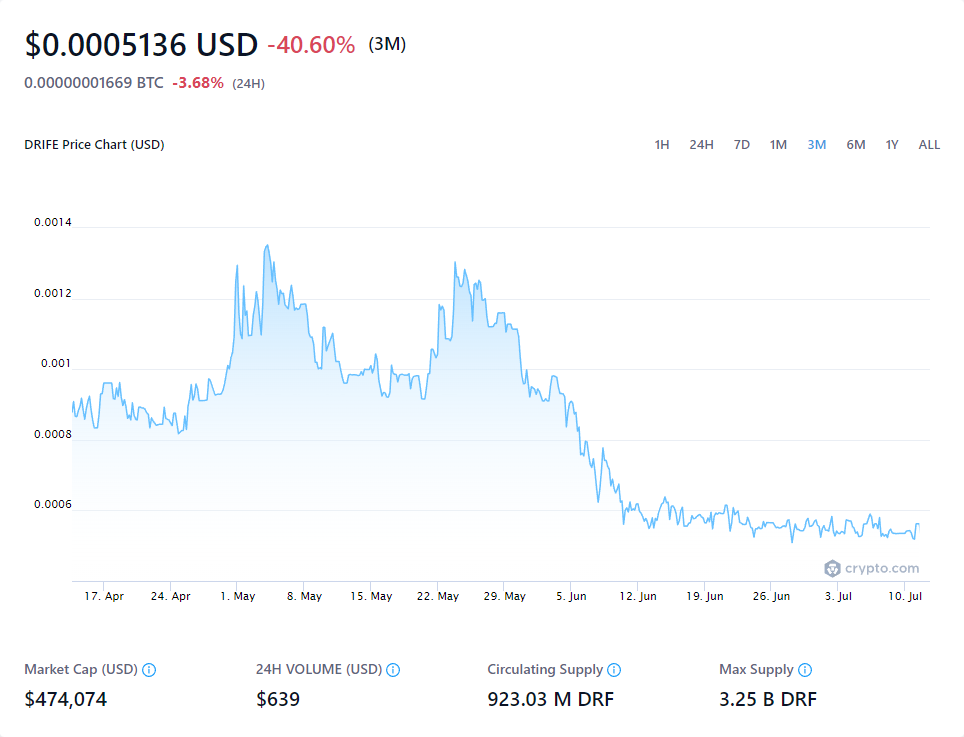 $0.0005136 USD -40.60% (3M)
0.00000001669 BTC -3.68% (24H)
DRIFE Price Chart (USD) 1H 24H 7D 1M 3M 6M 1Y ALL
0.0014
0.0012
0.001
0.0008
0.0006
crypto.com
17. Apr 24. Apr 1. May 8. May 15. May 22. May 29. May 5. Jun 12. Jun 19. Jun 26. Jun 3. Jul 10. Jul
Market Cap (USD) 24H VOLUME (USD) Circulating Supply Max Supply
$474,074 $639 923.03 M DRF 3.25 B DRF